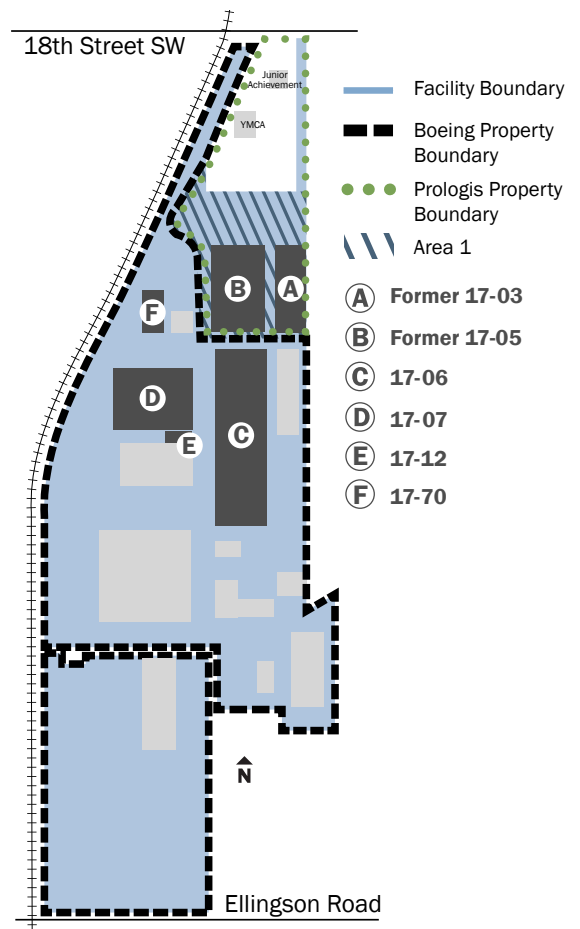 18th Street SW
Junior
Achievement
YMCA
Facility Boundary
Boeing Property
Boundary
Prologis Property
Boundary
Area 1
A Former 17-03
B Former 17-05
C 17-06
D 17-07
E 17-12
F 17-70
B
A
F
D
E
C
N
Ellingson Road